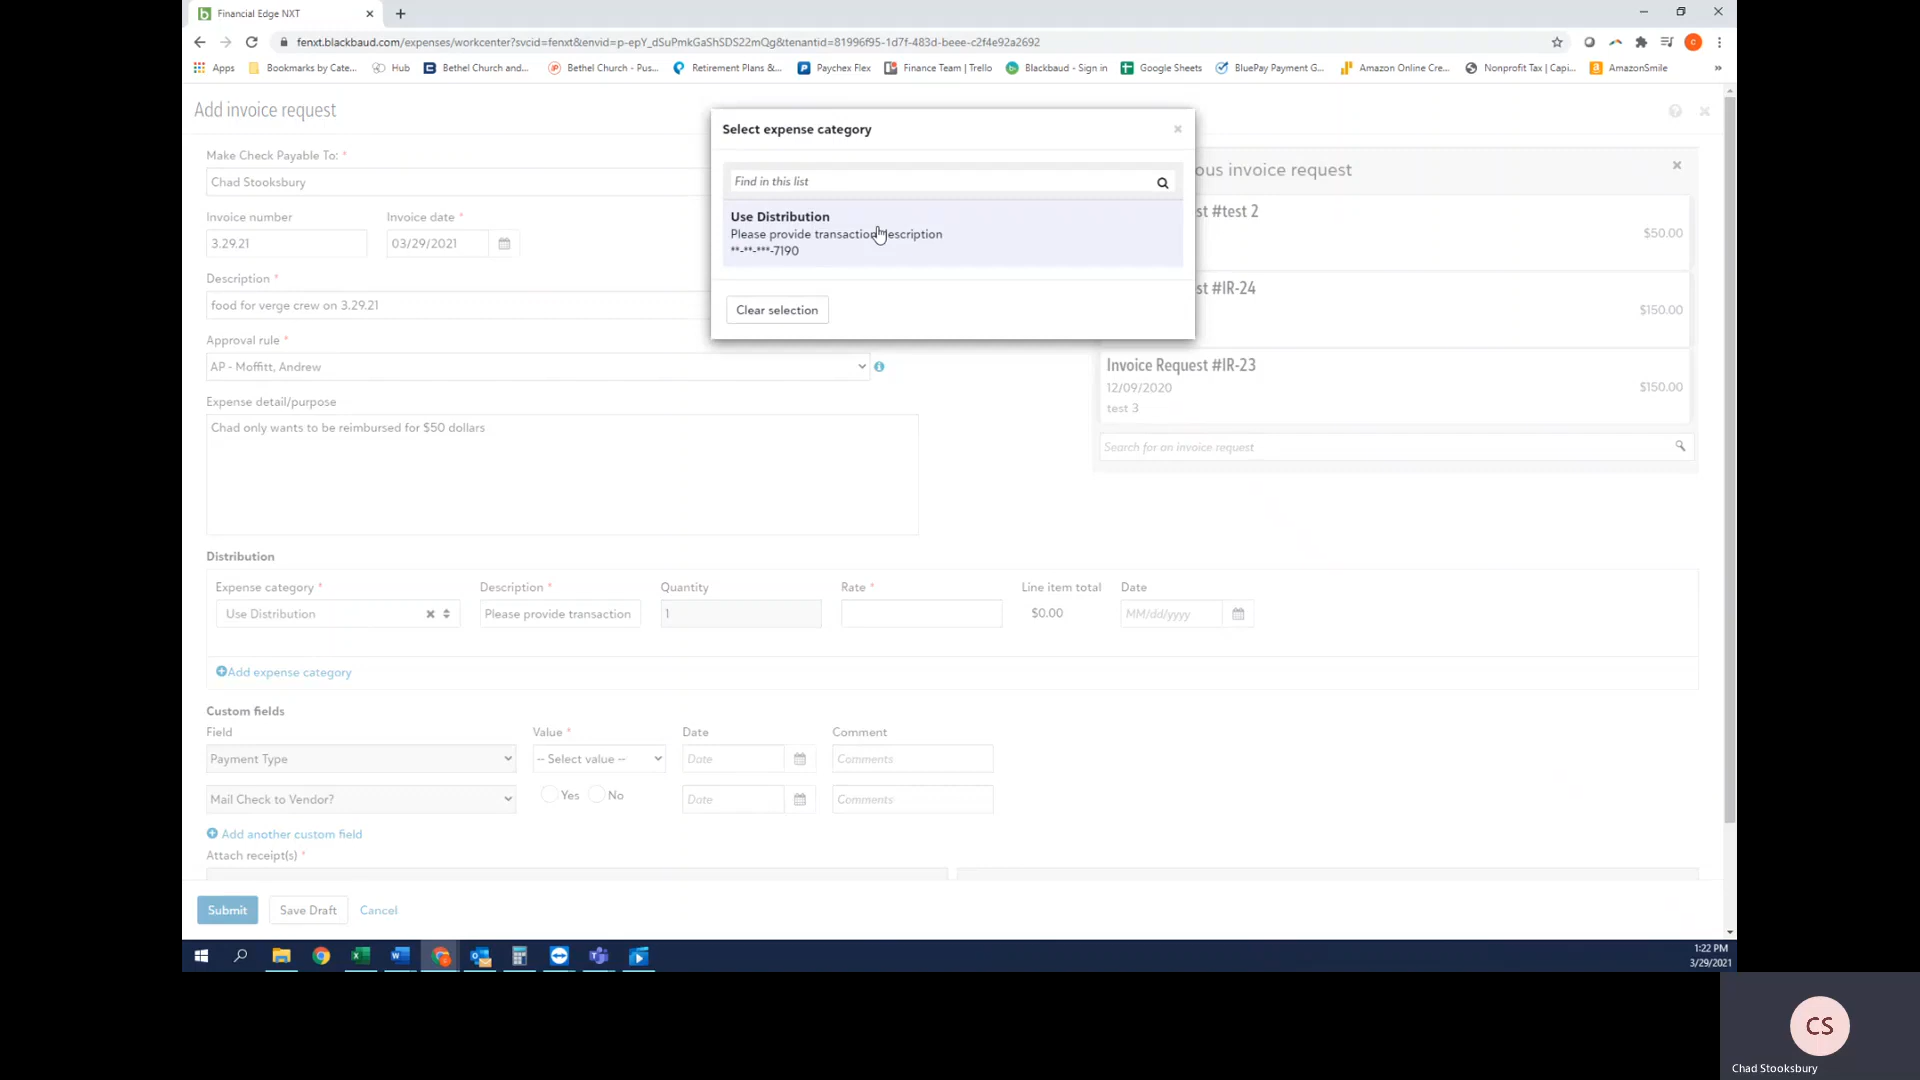 Financial Edge NXT
fenxt.blackbaud.com/expenses/workcenter?svcid=fenxt&envid=p-epY_dSuPmkGaShSDS22mQg&tenantid=81996f95-1d7f-483d-beee-c2f4e92a2692
Apps Bookmarks by Cate... Hub Bethel Church and... Bethel Church - Pus... Retirement Plans &... Paychex Flex Finance Team | Trello Blackbaud - Sign in Google Sheets BluePay Payment G... Amazon Online Cre... Nonprofit Tax | Capi... AmazonSmile »
Add invoice request
Select expense category
Find in this list
Use Distribution
Please provide transaction description
**-**-***-7190
Clear selection
Make Check Payable To: *
Chad Stooksbury
Invoice number Invoice date *
3.29.21 03/29/2021
Description *
food for verge crew on 3.29.21
Approval rule *
AP - Moffitt, Andrew
Expense detail/purpose
Chad only wants to be reimbursed for $50 dollars
ous invoice request
st #test 2
$50.00
st #IR-24
$150.00
Invoice Request #IR-23
12/09/2020
$150.00
test 3
Search for an invoice request
Distribution
Expense category * Description * Quantity Rate * Line item total Date
Use Distribution Please provide transaction 1 $0.00 MM/dd/yyyy
Add expense category
Custom fields
Field Value * Date Comment
Payment Type -- Select value -- Date Comments
Mail Check to Vendor? Yes No Date Comments
Add another custom field
Attach receipt(s) *
Submit Save Draft Cancel
1:22 PM
3/29/2021
CS
Chad Stooksbury